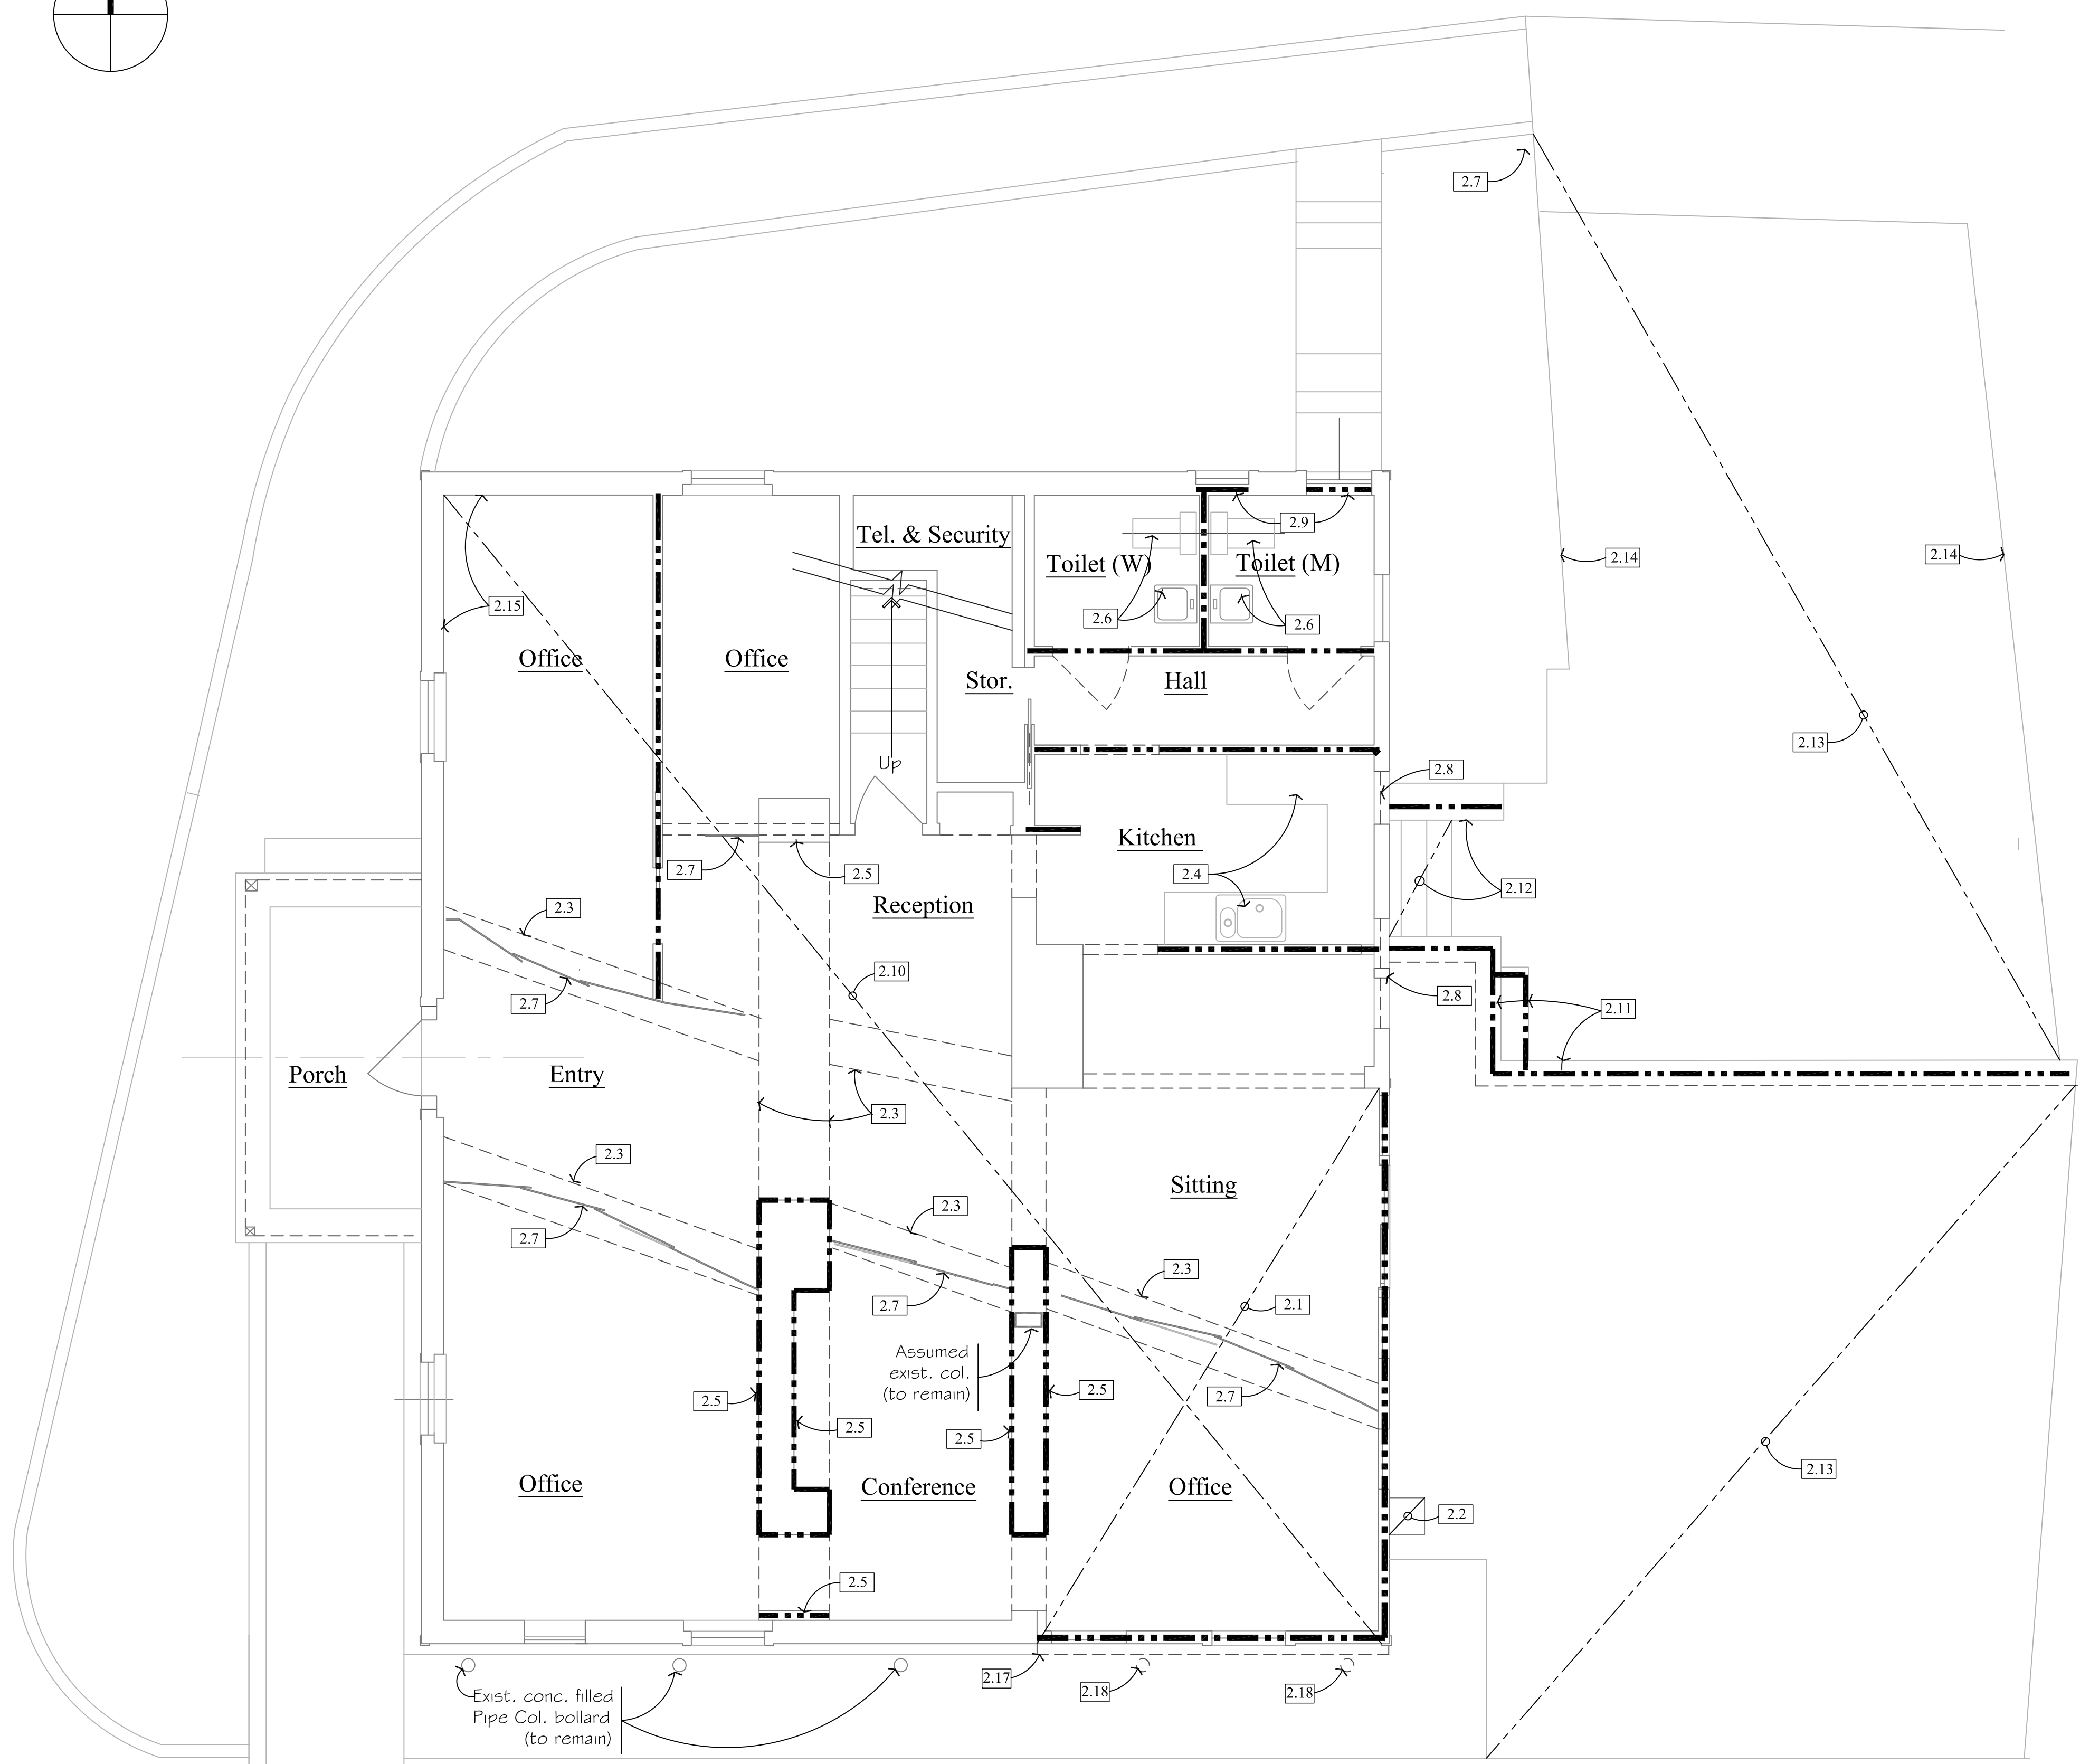 2.7
2.9
Tel. & Security
Toilet (W)
Toilet (M)
2.14
2.14
2.15
2.6
2.6
Office
Office
Stor.
Hall
2.13
Up
2.8
Kitchen
2.7
2.5
2.4
2.12
2.3
Reception
2.10
2.7
2.8
2.11
Porch
Entry
2.3
2.3
Sitting
2.3
2.7
2.3
2.7
2.1
Assumed
exist. col.
(to remain)
2.5
2.7
2.5
2.5
2.5
2.13
Office
Conference
Office
2.2
2.5
2.17
2.18
2.18
Exist. conc. filled
Pipe Col. bollard
(to remain)